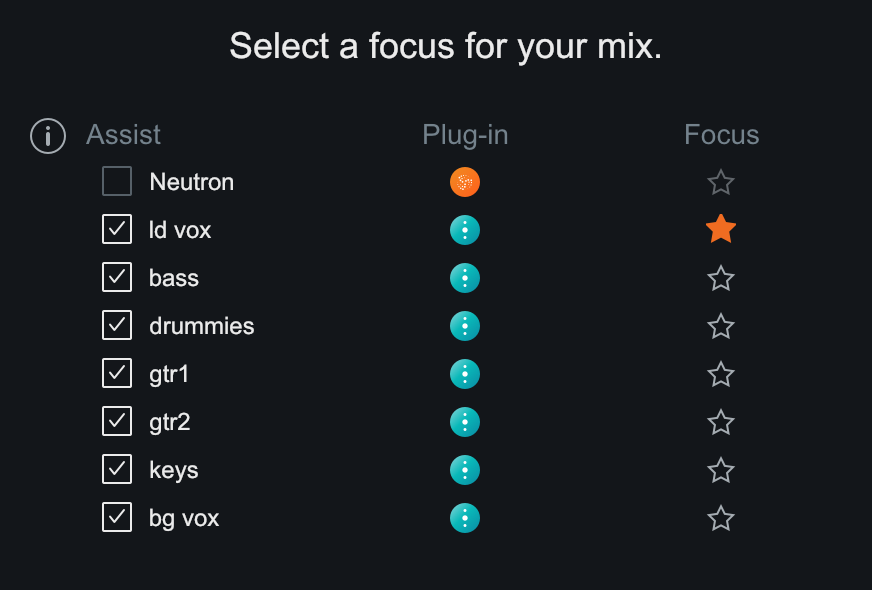 Select a focus for your mix.
Assist Plug-in Focus
Neutron
ld vox
bass
drummies
gtr1
gtr2
keys
bg vox